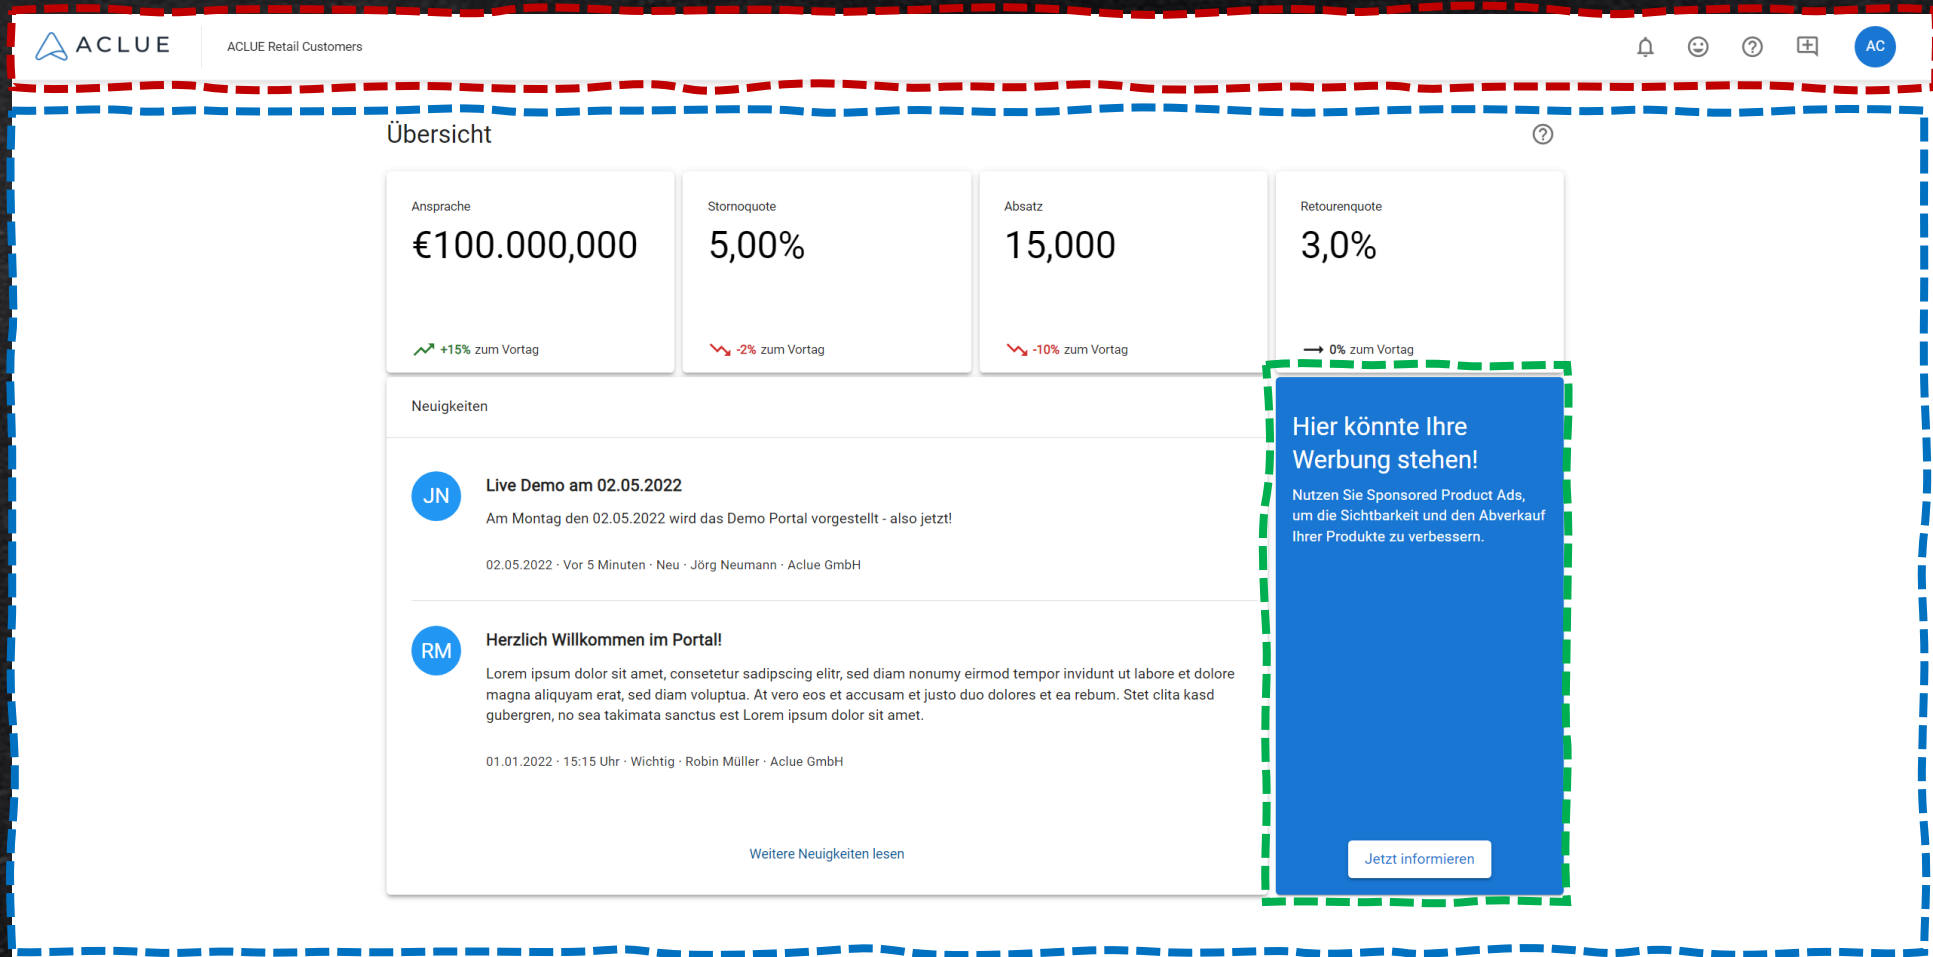 ACLUE
ACLUE Retail Customers
AC
Übersicht
Ansprache
€100.000,000
+15% zum Vortag
Stornoquote
5,00%
-2% zum Vortag
Absatz
15,000
-10% zum Vortag
Retourenquote
3,0%
0% zum Vortag
Neuigkeiten
JN
Live Demo am 02.05.2022
Am Montag den 02.05.2022 wird das Demo Portal vorgestellt - also jetzt!
02.05.2022 · Vor 5 Minuten · Neu · Jörg Neumann · Aclue GmbH
RM
Herzlich Willkommen im Portal!
Lorem ipsum dolor sit amet, consetetur sadipscing elitr, sed diam nonumy eirmod tempor invidunt ut labore et dolore
magna aliquyam erat, sed diam voluptua. At vero eos et accusam et justo duo dolores et ea rebum. Stet clita kasd
gubergren, no sea takimata sanctus est Lorem ipsum dolor sit amet.
01.01.2022 · 15:15 Uhr · Wichtig · Robin Müller · Aclue GmbH
Weitere Neuigkeiten lesen
Hier könnte Ihre
Werbung stehen!
Nutzen Sie Sponsored Product Ads,
um die Sichtbarkeit und den Abverkauf
Ihrer Produkte zu verbessern.
Jetzt informieren